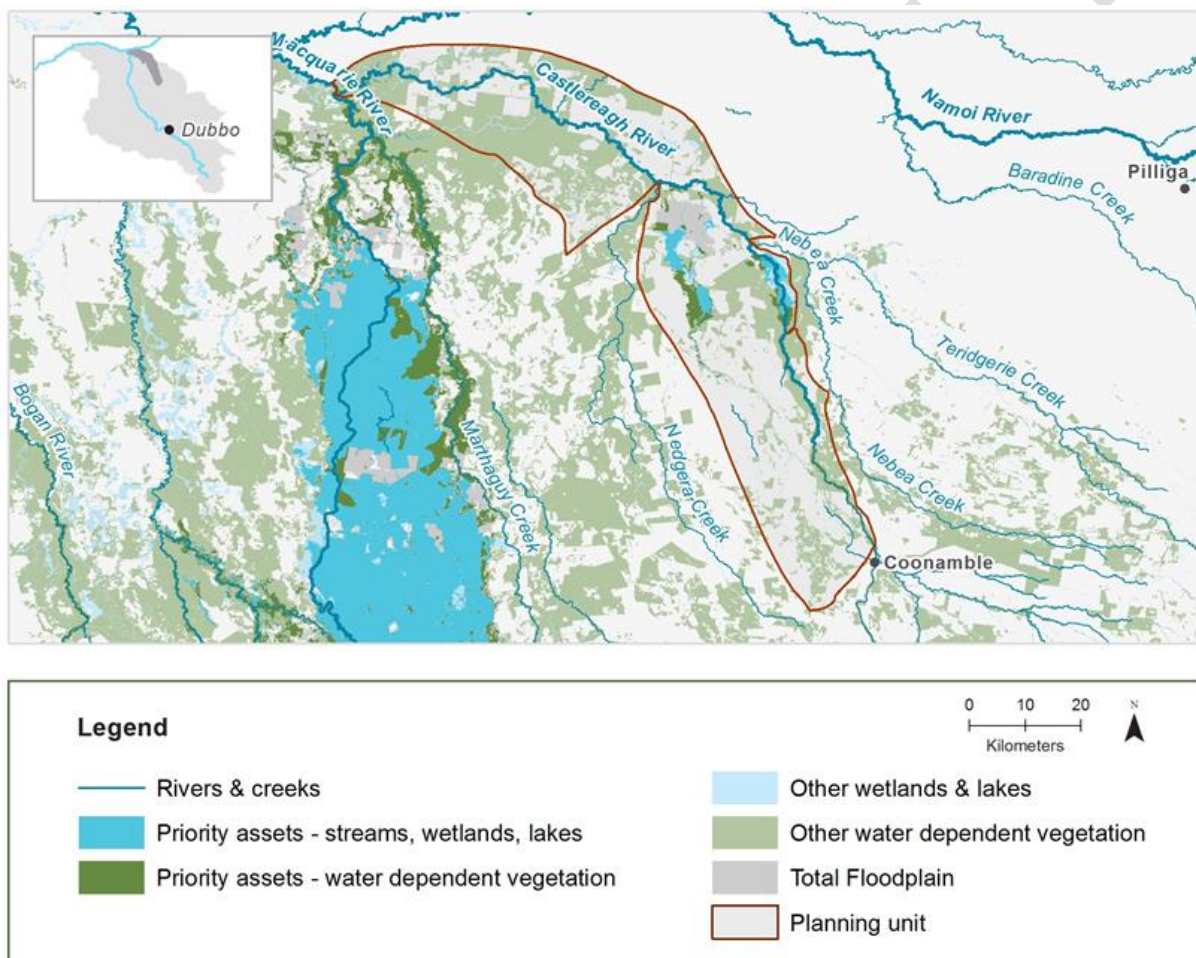 Dubbo
Macquarie River
Castlereagh River
Namoi River
Pilliga
Baradine Creek
Nebea Creek
Teridgerie Creek
Bogan River
Marthaguy Creek
Nedgera Creek
Nebea Creek
Coonamble
Legend
0 10 20
Kilometers
N
Rivers & creeks
Other wetlands & lakes
Priority assets - streams, wetlands, lakes
Other water dependent vegetation
Priority assets - water dependent vegetation
Total Floodplain
Planning unit